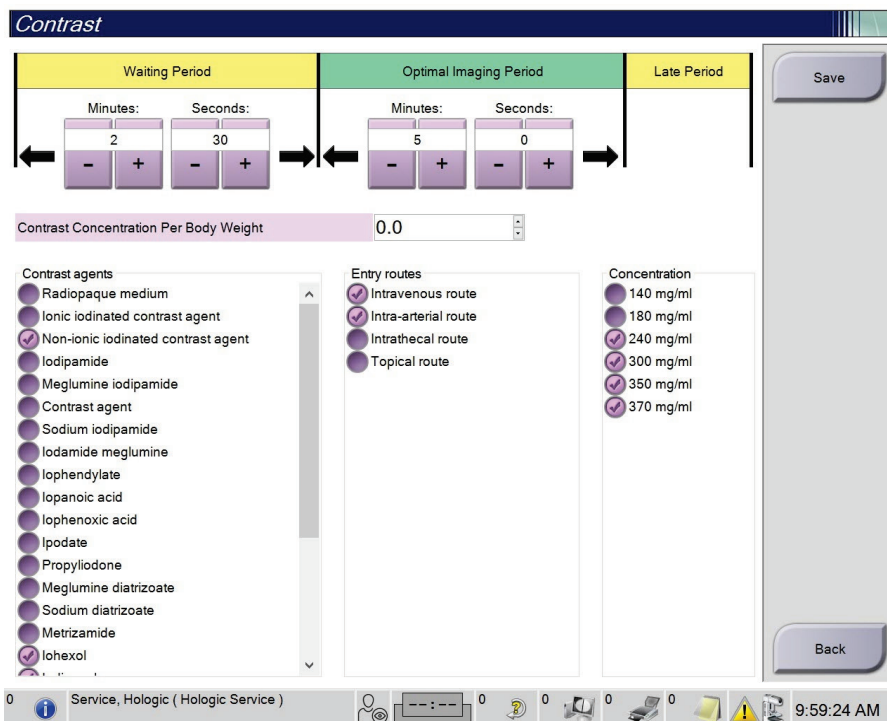 Contrast
Waiting Period
Optimal Imaging Period
Late Period
Save
Minutes:
Seconds:
Minutes:
Seconds:
2
30
5
0
- + - + - + - +
Contrast Concentration Per Body Weight
0.0
Contrast agents
Radiopaque medium
Ionic iodinated contrast agent
Non-ionic iodinated contrast agent
Iodipamide
Meglumine iodipamide
Contrast agent
Sodium iodipamide
Iodamide meglumine
Iophendylate
Iopanoic acid
Iophenoxic acid
Ipodate
Propyliodone
Meglumine diatrizoate
Sodium diatrizoate
Metrizamide
Iohexol
Entry routes
Intravenous route
Intra-arterial route
Intrathecal route
Topical route
Concentration
140 mg/ml
180 mg/ml
240 mg/ml
300 mg/ml
350 mg/ml
370 mg/ml
Back
0 Service, Hologic ( Hologic Service ) --:-- 0 0 0 0 9:59:24 AM